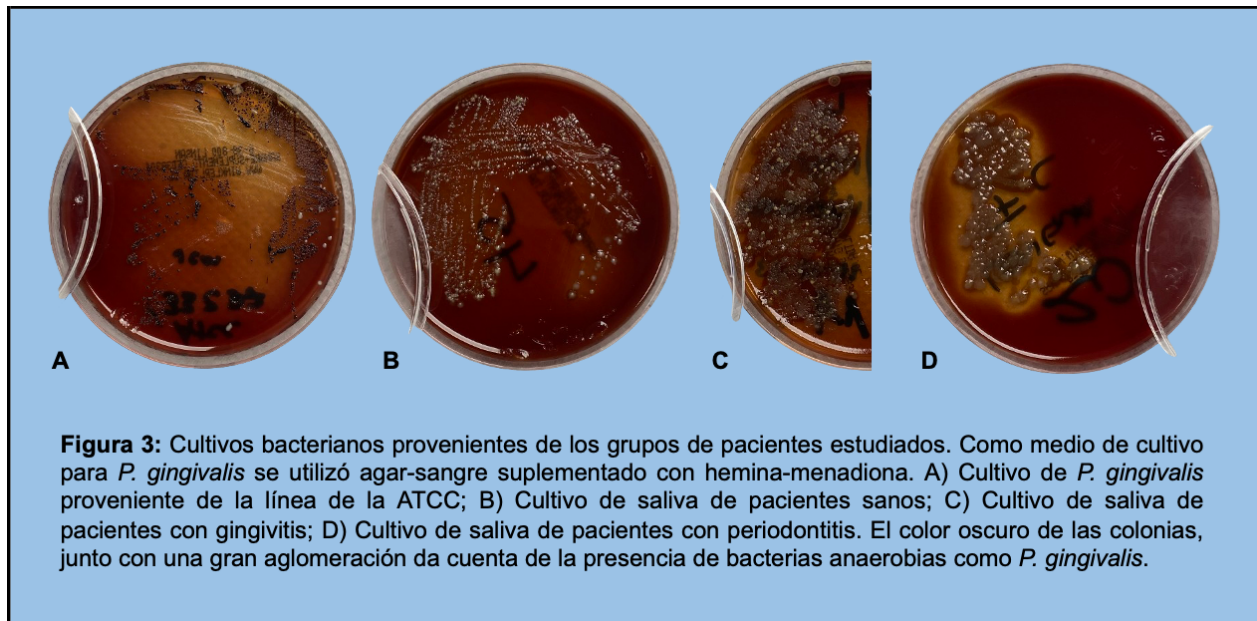 A
B
C
D
Figura 3: Cultivos bacterianos provenientes de los grupos de pacientes estudiados. Como medio de cultivo
para P. gingivalis se utilizó agar-sangre suplementado con hemina-menadiona. A) Cultivo de P. gingivalis
proveniente de la línea de la ATCC; B) Cultivo de saliva de pacientes sanos; C) Cultivo de saliva de
pacientes con gingivitis; D) Cultivo de saliva de pacientes con periodontitis. El color oscuro de las colonias,
junto con una gran aglomeración da cuenta de la presencia de bacterias anaerobias como P. gingivalis.